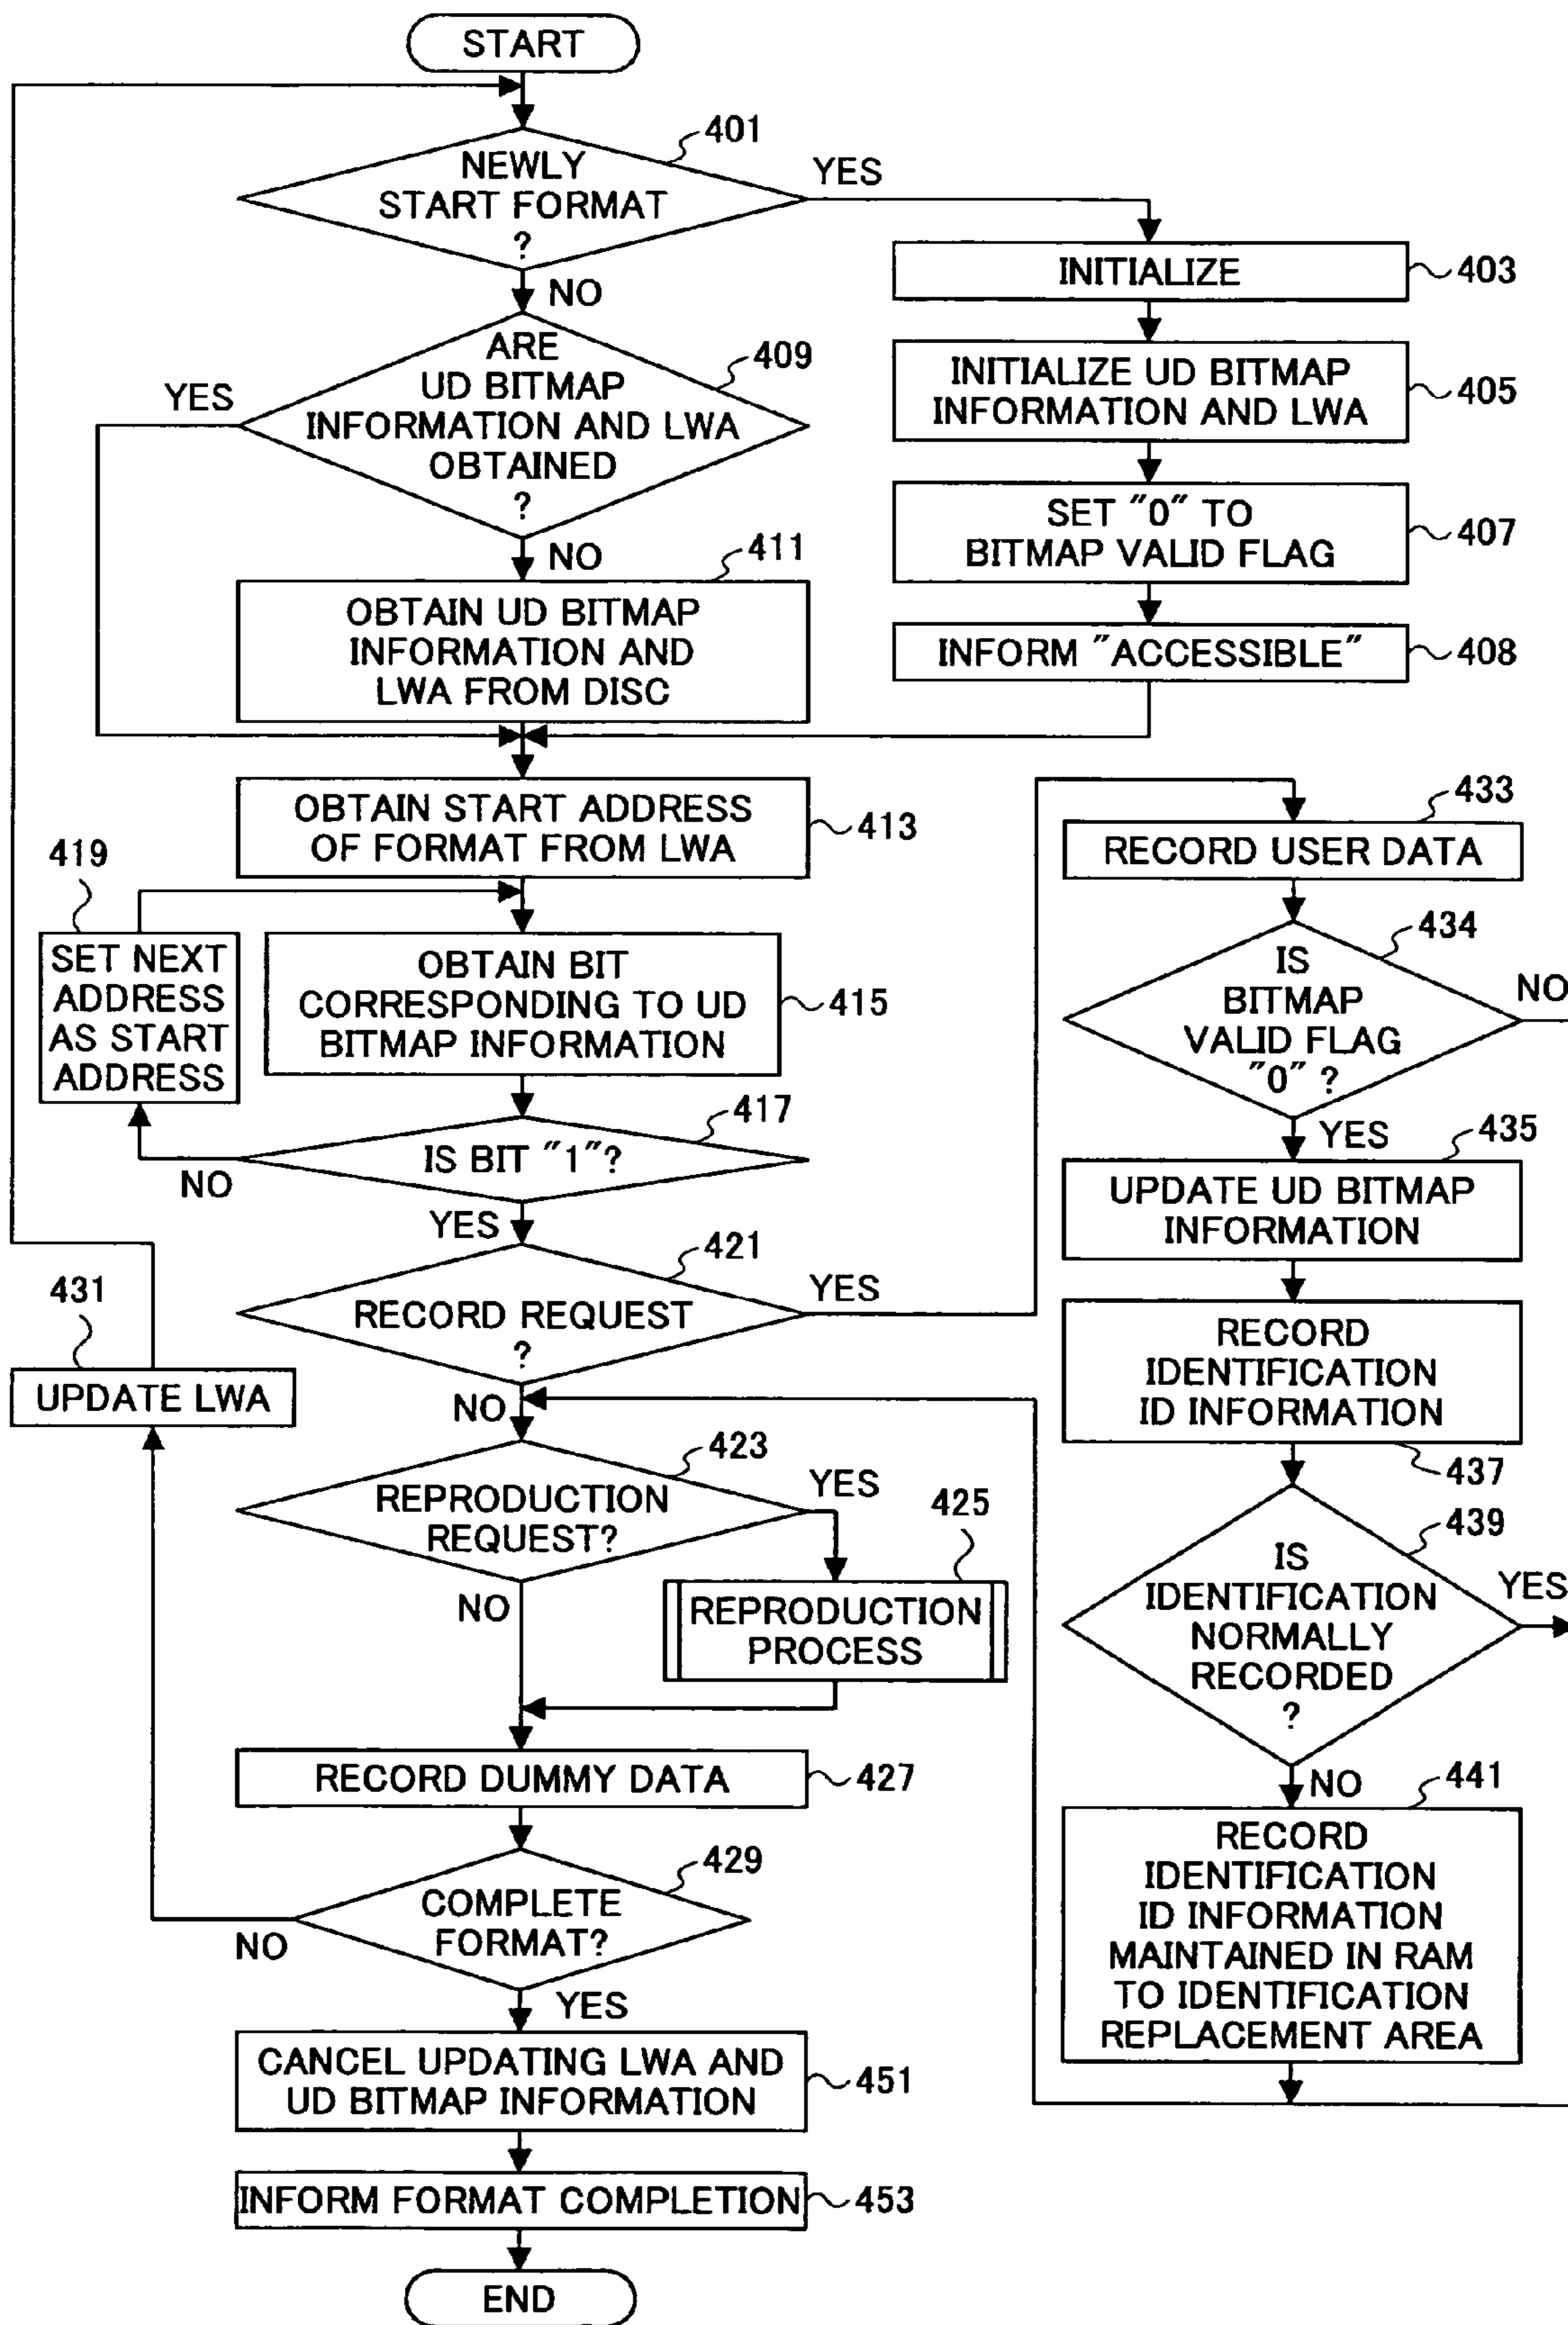 START
401
NEWLY
START FORMAT
?
YES
NO
403
INITIALIZE
ARE
UD BITMAP
INFORMATION AND LWA
OBTAINED
?
409
YES
NO
INITIALIZE UD BITMAP
INFORMATION AND LWA
405
SET "0" TO
BITMAP VALID FLAG
407
411
OBTAIN UD BITMAP
INFORMATION AND
LWA FROM DISC
INFORM "ACCESSIBLE"
408
OBTAIN START ADDRESS
OF FORMAT FROM LWA
413
419
SET NEXT
ADDRESS
AS START
ADDRESS
OBTAIN BIT
CORRESPONDING TO UD
BITMAP INFORMATION
415
417
IS BIT "1"?
NO
YES
421
RECORD REQUEST
?
YES
NO
431
UPDATE LWA
423
REPRODUCTION
REQUEST?
YES
NO
425
REPRODUCTION
PROCESS
RECORD DUMMY DATA
427
429
COMPLETE
FORMAT?
NO
YES
CANCEL UPDATING LWA AND
UD BITMAP INFORMATION
451
INFORM FORMAT COMPLETION
453
END
433
RECORD USER DATA
434
IS
BITMAP
VALID FLAG
"0" ?
NO
YES
435
UPDATE UD BITMAP
INFORMATION
RECORD
IDENTIFICATION
ID INFORMATION
437
439
IS
IDENTIFICATION
NORMALLY
RECORDED
?
YES
NO
441
RECORD
IDENTIFICATION
ID INFORMATION
MAINTAINED IN RAM
TO IDENTIFICATION
REPLACEMENT AREA